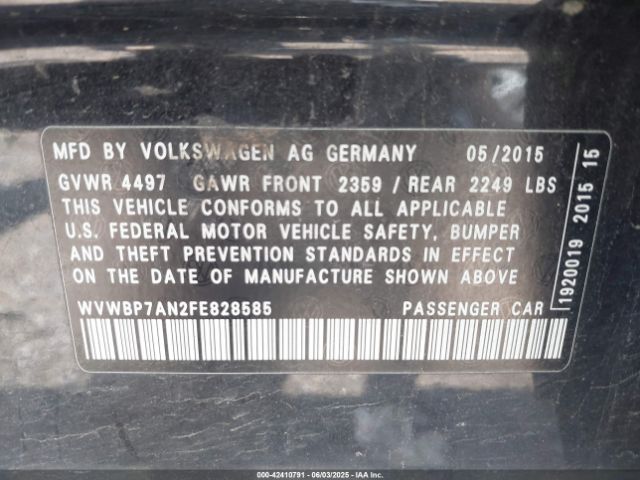 MFD BY VOLKSWAGEN AG GERMANY 05/2015
GVWR 4497 GAWR FRONT 2359 / REAR 2249 LBS
THIS VEHICLE CONFORMS TO ALL APPLICABLE
U.S. FEDERAL MOTOR VEHICLE SAFETY, BUMPER
AND THEFT PREVENTION STANDARDS IN EFFECT
ON THE DATE OF MANUFACTURE SHOWN ABOVE
WVWBP7AN2FE828585 PASSENGER CAR
1920019 2015 15
000-42410791 - 06/03/2025 - IAA Inc.